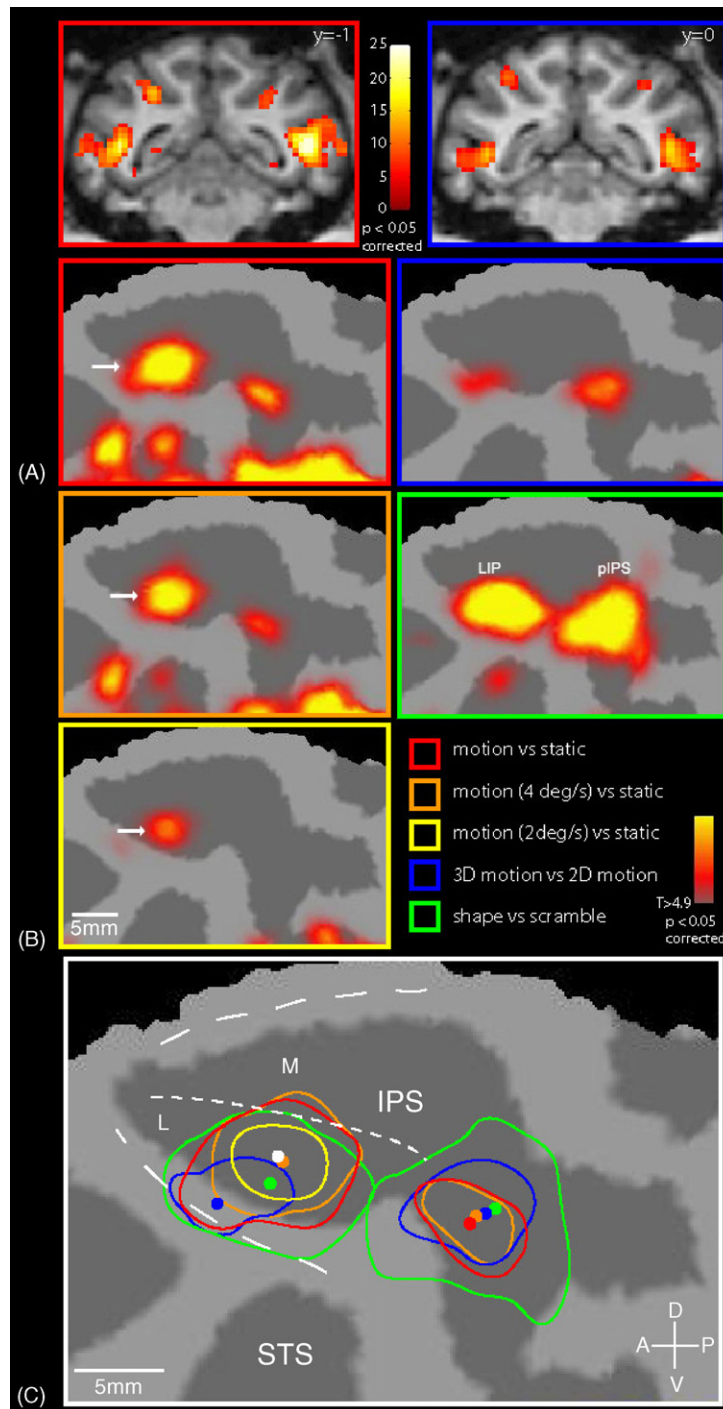 y=-1
25
20
15
10
5
0
p < 0.05
corrected
y=0
(A)
LIP
pIPS
(B)
5mm
motion vs static
motion (4 deg/s) vs static
motion (2deg/s) vs static
3D motion vs 2D motion
shape vs scramble
T>4.9
p < 0.05
corrected
M
IPS
L
STS
5mm
D
A
P
V
(C)